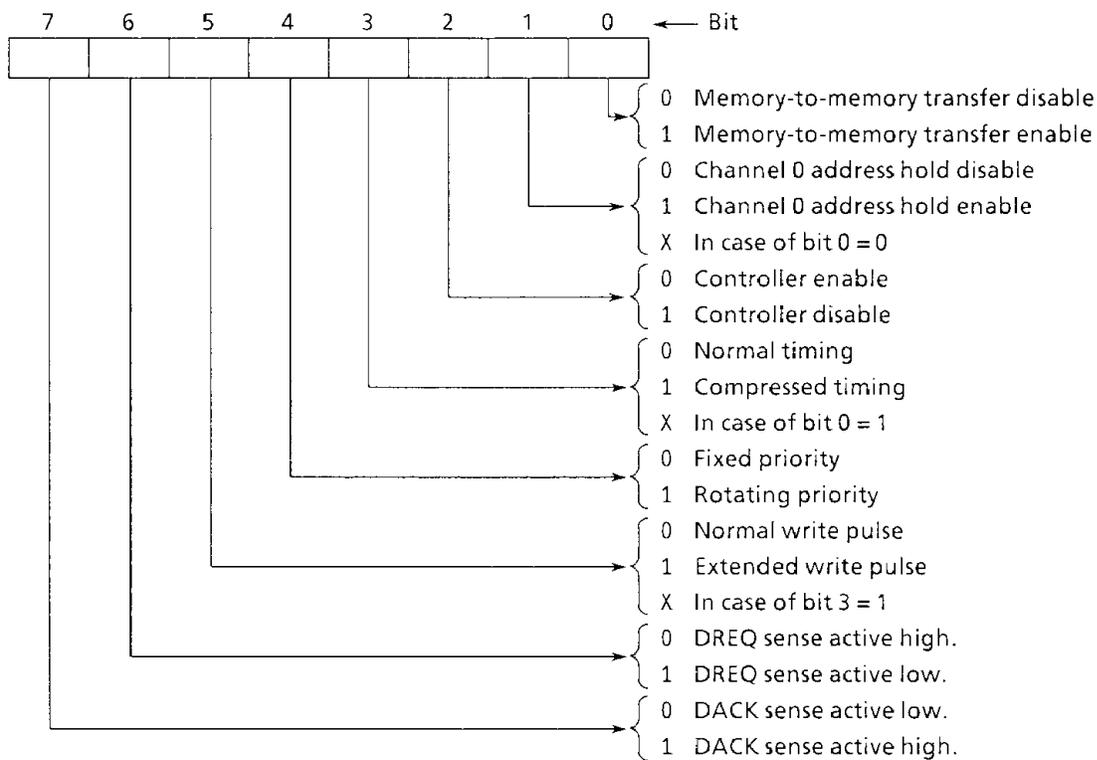 7 6 5 4 3 2 1 0 ← Bit
0 Memory-to-memory transfer disable
1 Memory-to-memory transfer enable
0 Channel 0 address hold disable
1 Channel 0 address hold enable
X In case of bit 0 = 0
0 Controller enable
1 Controller disable
0 Normal timing
1 Compressed timing
X In case of bit 0 = 1
0 Fixed priority
1 Rotating priority
0 Normal write pulse
1 Extended write pulse
X In case of bit 3 = 1
0 DREQ sense active high.
1 DREQ sense active low.
0 DACK sense active low.
1 DACK sense active high.